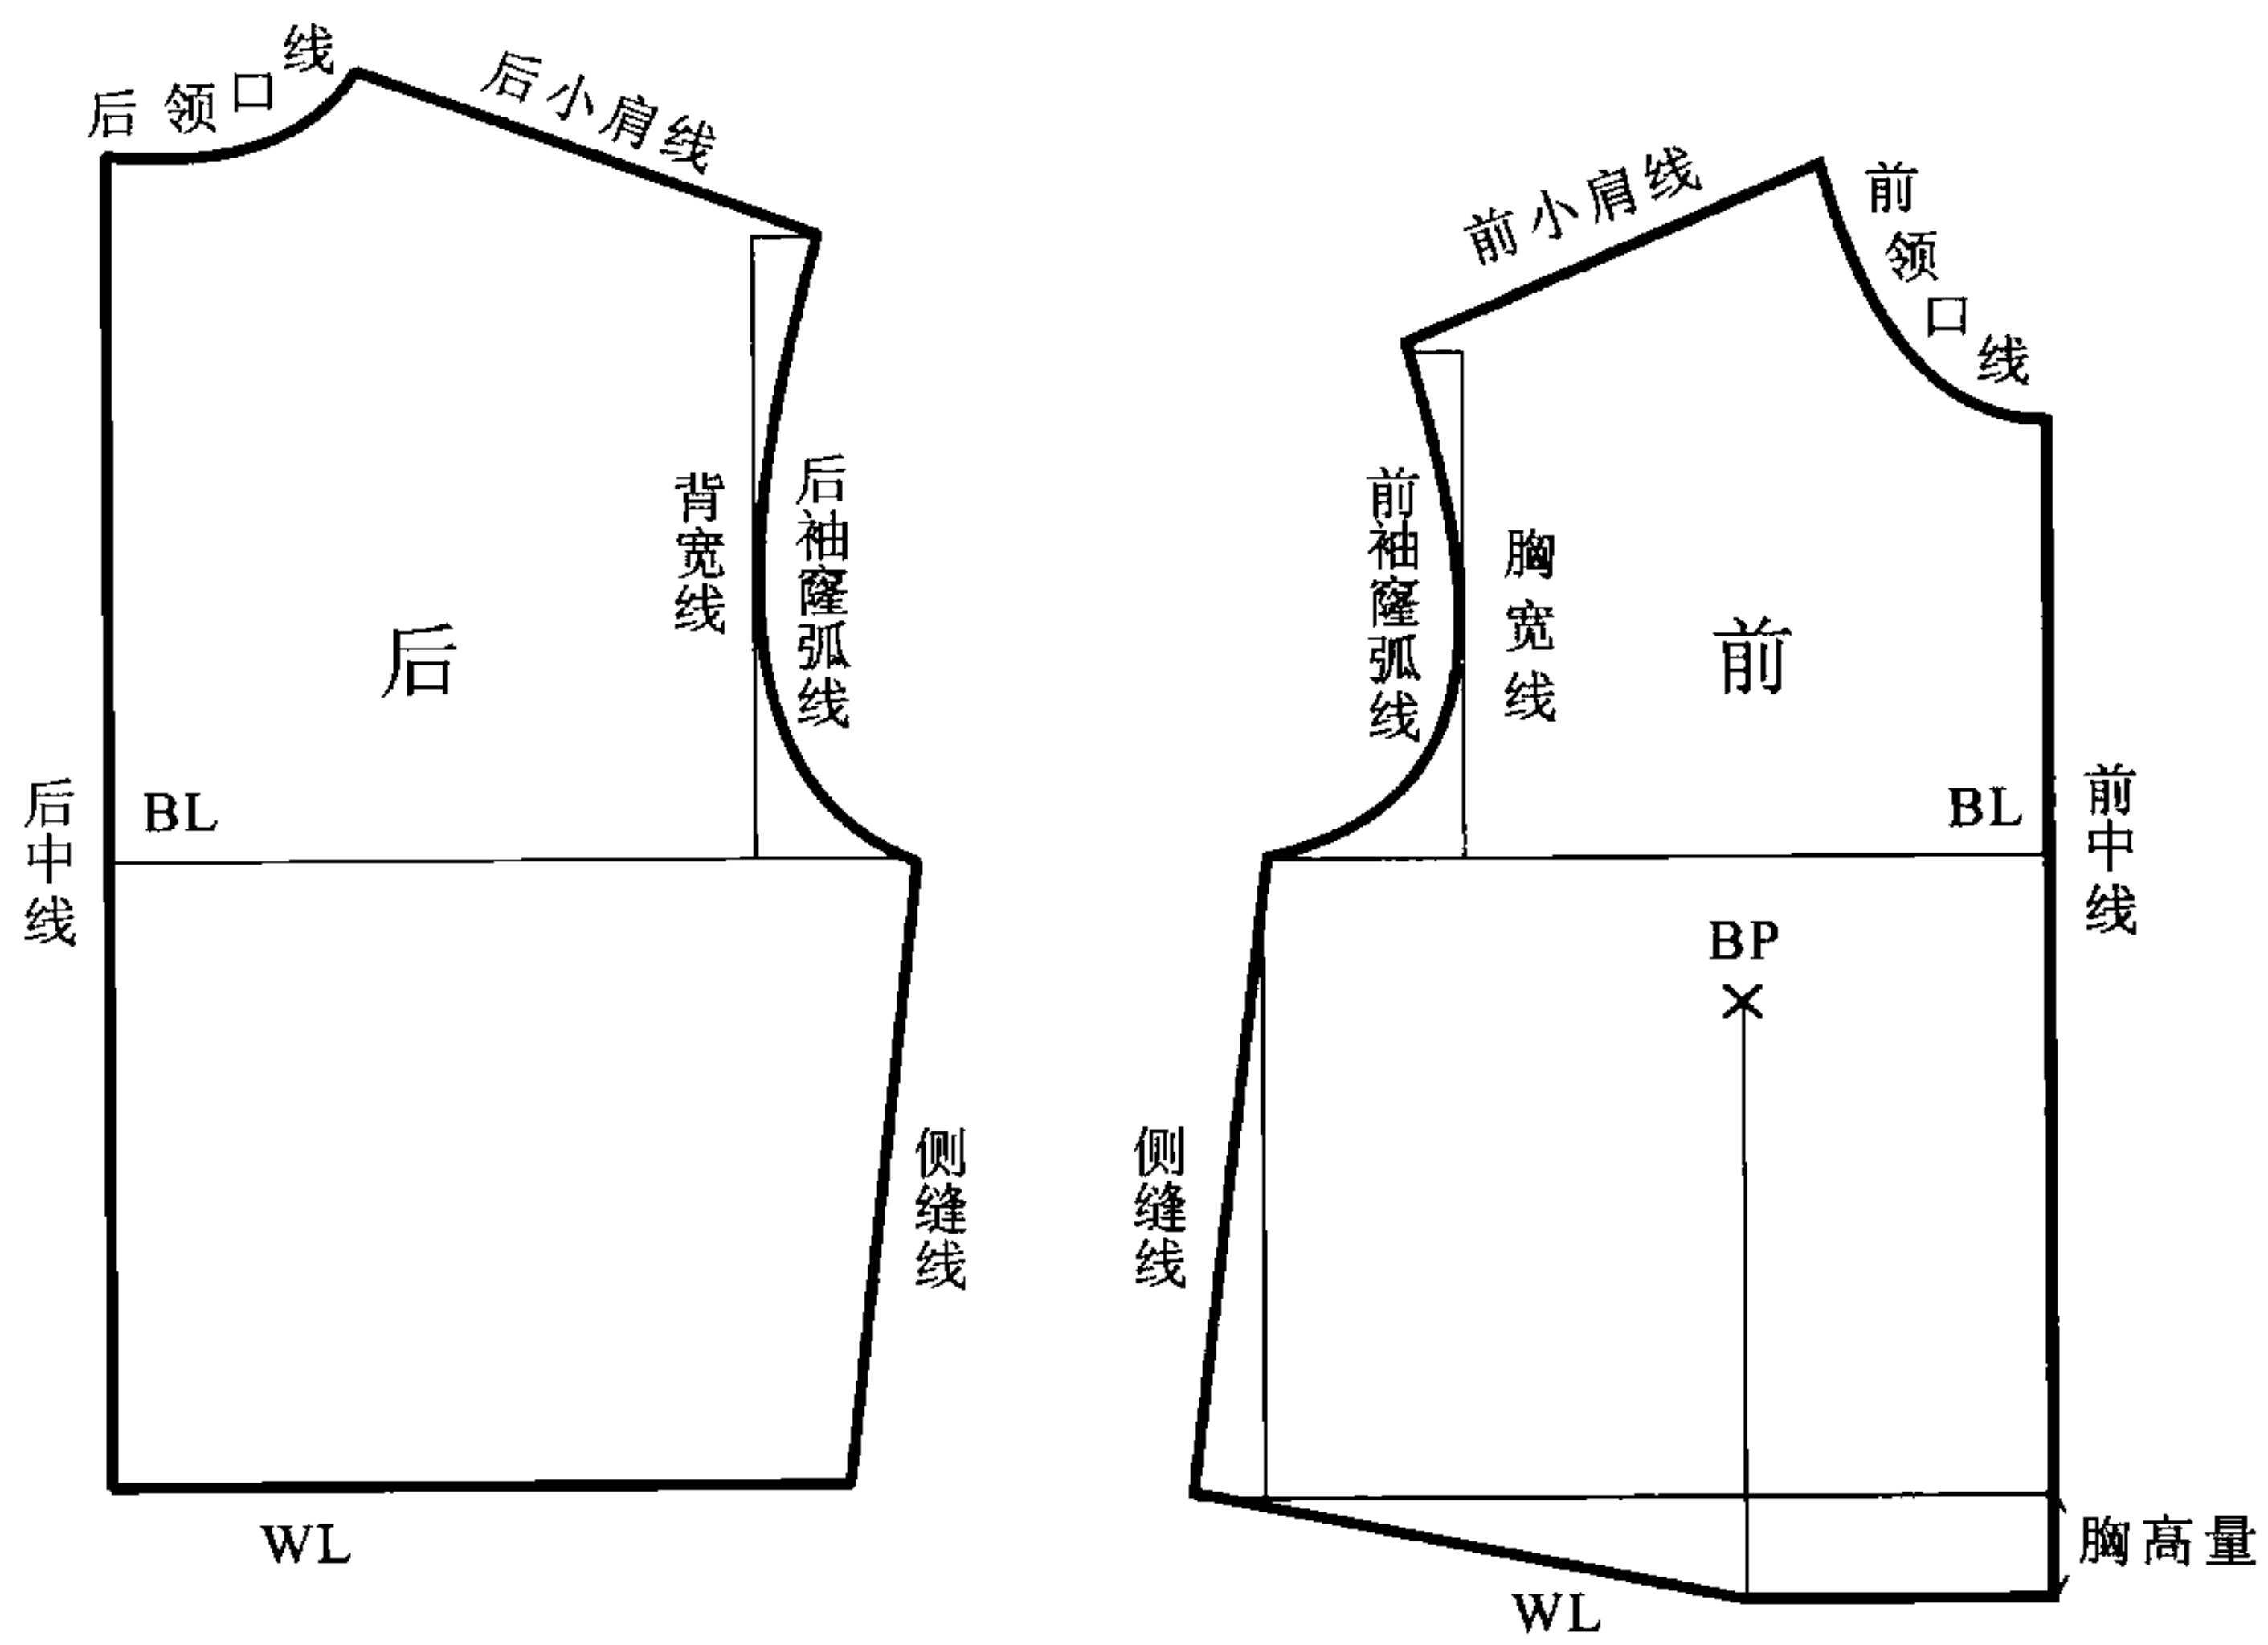 后领口线
后小肩线
背宽线
后袖窿弧线
后
后中线
BL
侧缝线
WL
前小肩线
前领口线
前袖窿弧线
胸宽线
前
BL
前中线
BP
侧缝线
胸高量
WL